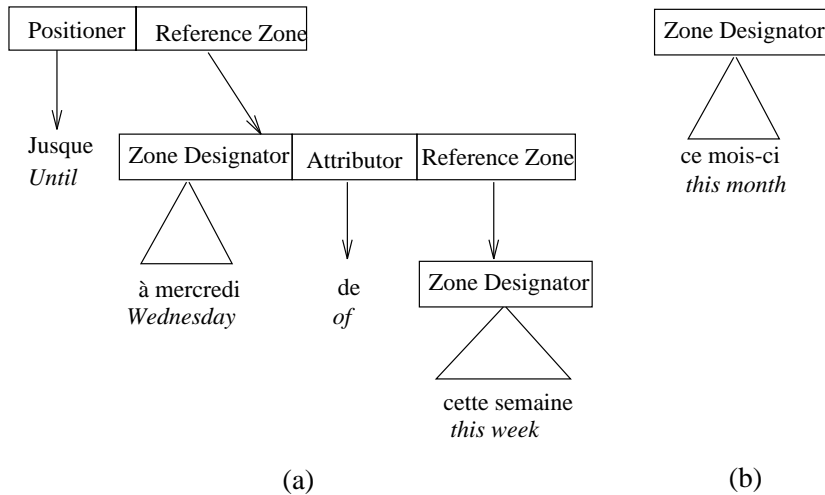 Positioner Reference Zone
Zone Designator
Jusque
Until
Zone Designator Attributor Reference Zone
ce mois-ci
this month
à mercredi
Wednesday
de
of
Zone Designator
cette semaine
this week
(a) (b)